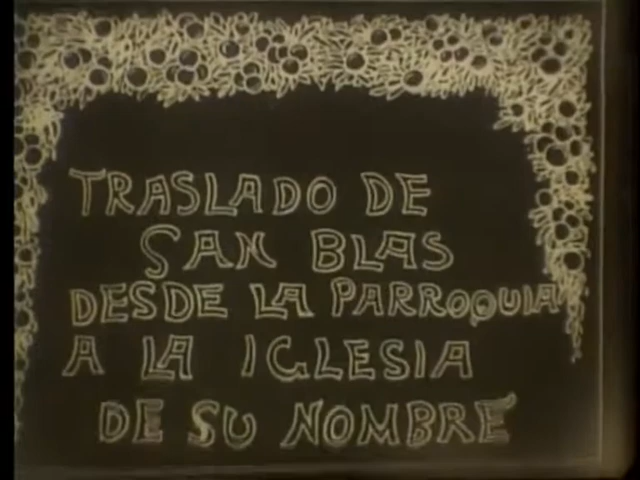 TRASLADO DE
SAN BLAS
DESDE LA PARROQUIA
A LA IGLESIA
DE SU NOMBRE